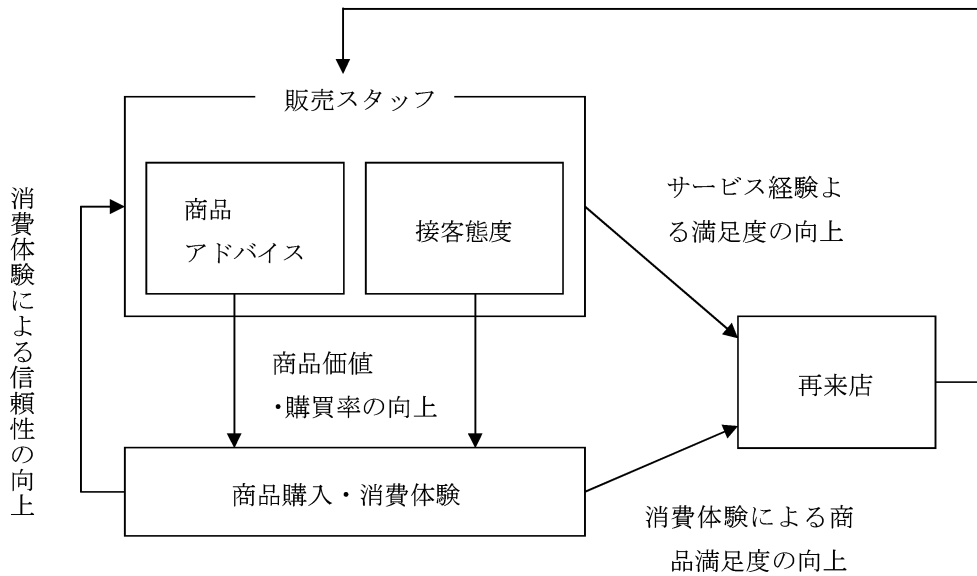 販売スタッフ
商品
アドバイス
接客態度
サービス経験よ
る満足度の向上
消費体験による信頼性の向上
商品価値
・購買率の向上
再来店
商品購入・消費体験
消費体験による商
品満足度の向上